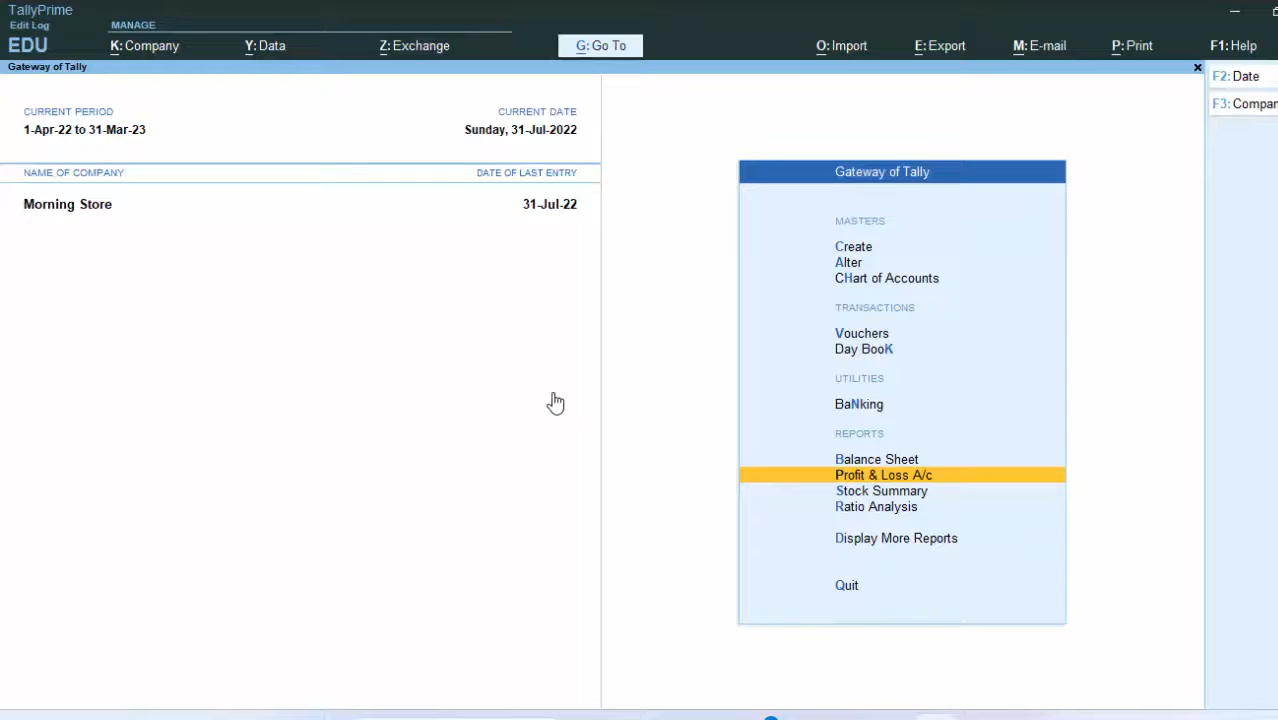 TallyPrime
Edit Log
EDU
MANAGE
K: Company
Y: Data
Z: Exchange
G: Go To
O: Import
E: Export
M: E-mail
P: Print
F1: Help
Gateway of Tally
F2: Date
F3: Compan
CURRENT PERIOD
1-Apr-22 to 31-Mar-23
CURRENT DATE
Sunday, 31-Jul-2022
NAME OF COMPANY
DATE OF LAST ENTRY
Morning Store
31-Jul-22
Gateway of Tally
MASTERS
Create
Alter
CHart of Accounts
TRANSACTIONS
Vouchers
Day BooK
UTILITIES
BaNking
REPORTS
Balance Sheet
Profit & Loss A/c
Stock Summary
Ratio Analysis
Display More Reports
Quit